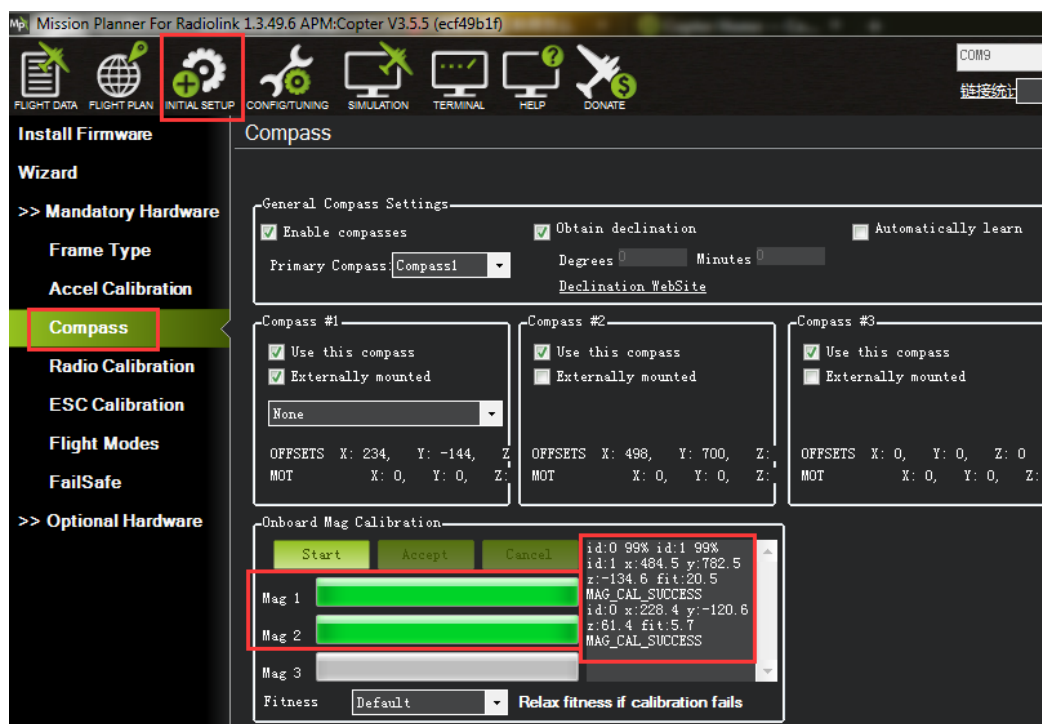 Mission Planner For Radiolink 1.3.49.6 APM:Copter V3.5.5 (ecf49b1f)
FLIGHT DATA FLIGHT PLAN INITIAL SETUP CONFIG/TUNING SIMULATION TERMINAL HELP DONATE
COM9
链接统计
Install Firmware
Wizard
>> Mandatory Hardware
Frame Type
Accel Calibration
Compass
Radio Calibration
ESC Calibration
Flight Modes
FailSafe
>> Optional Hardware
Compass
General Compass Settings
Enable compasses Obtain declination Automatically learn
Primary Compass: Compass1 Degrees 0 Minutes 0
Declination WebSite
Compass #1
Use this compass
Externally mounted
None
OFFSETS X: 234, Y: -144, Z
MOT X: 0, Y: 0, Z:
Compass #2
Use this compass
Externally mounted
OFFSETS X: 498, Y: 700, Z:
MOT X: 0, Y: 0, Z:
Compass #3
Use this compass
Externally mounted
OFFSETS X: 0, Y: 0, Z: 0
MOT X: 0, Y: 0, Z:
Onboard Mag Calibration
Start Accept Cancel
Mag 1
Mag 2
Mag 3
id:0 99% id:1 99%
id:1 x:484.5 y:782.5
z:-134.6 fit:20.5
MAG_CAL_SUCCESS
id:0 x:228.4 y:-120.6
z:61.4 fit:5.7
MAG_CAL_SUCCESS
Fitness Default Relax fitness if calibration fails